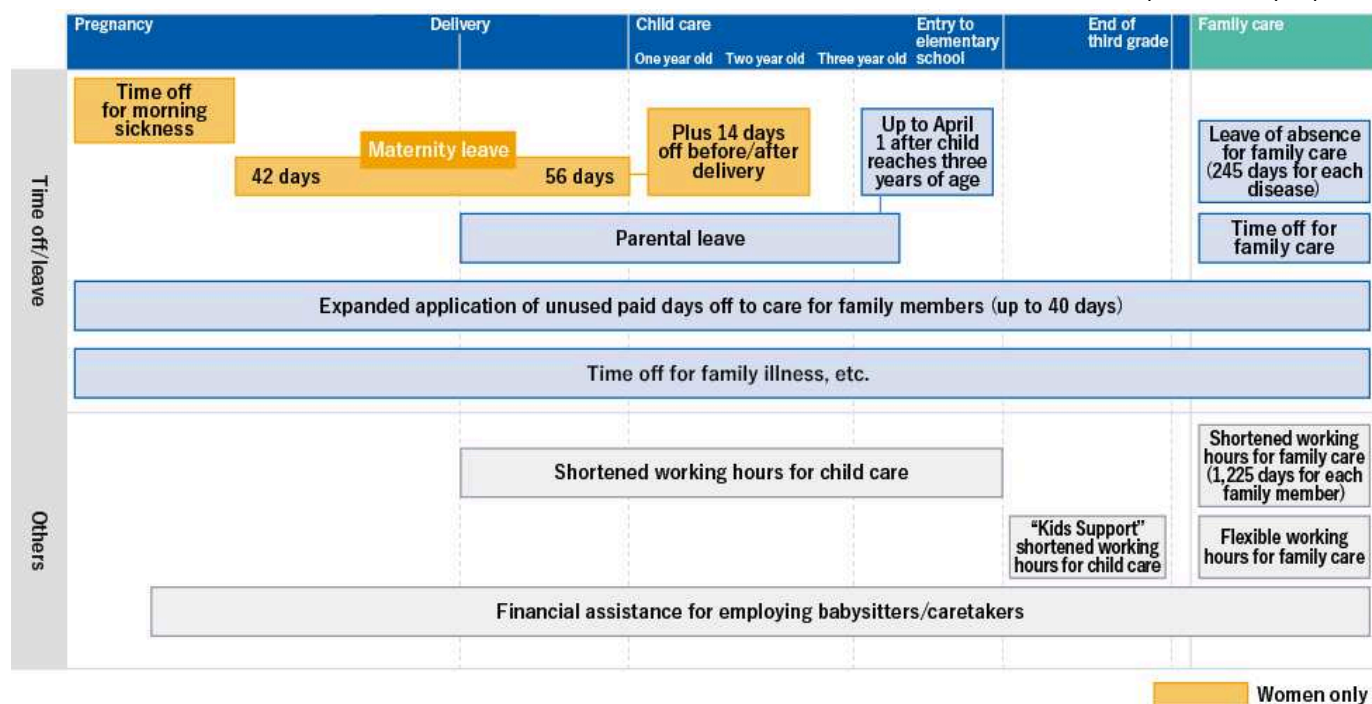 Pregnancy
Delivery
Child care
Entry to
elementary
school
End of
third grade
Family care
One year old
Two year old
Three year old
Time off/leave
Time off
for morning
sickness
Maternity leave
42 days
56 days
Plus 14 days
off before/after
delivery
Up to April
1 after child
reaches three
years of age
Leave of absence
for family care
(245 days for each
disease)
Parental leave
Time off for
family care
Expanded application of unused paid days off to care for family members (up to 40 days)
Time off for family illness, etc.
Others
Shortened working hours for child care
Shortened working
hours for family care
(1,225 days for each
family member)
“Kids Support”
shortened working
hours for child care
Flexible working
hours for family care
Financial assistance for employing babysitters/caretakers
Women only